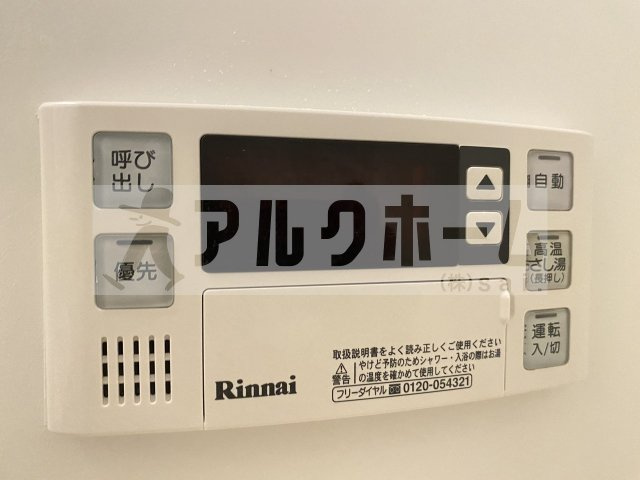 呼び
出し
優先
▲
▼
自動
高温
さし湯
(長押し)
運転
入/切
アルクホーム
(株)sa
Rinnai
取扱説明書をよく読み正しくご使用ください
警告
やけど予防のためシャワー・入浴の際はお湯
の温度を確かめて使用してください
フリーダイヤル 0120-054321